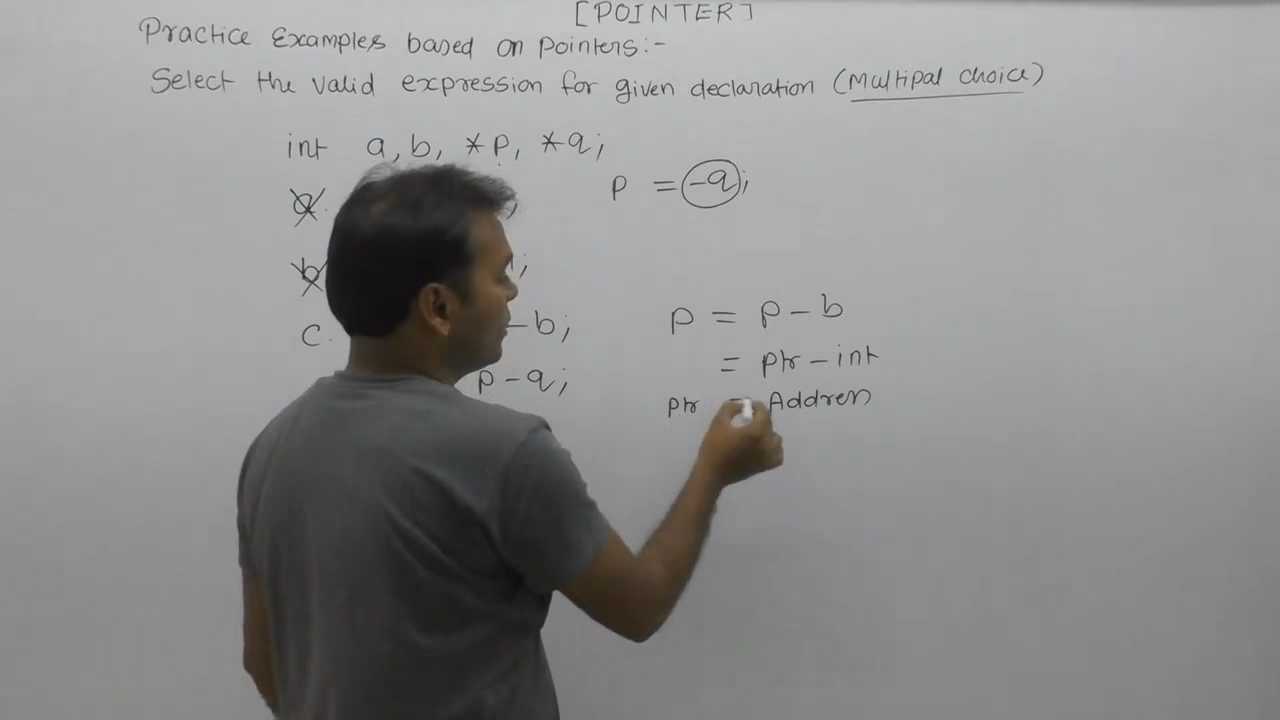 [POINTER]
Practice Examples based on Pointers:-
Select the valid expression for given declaration (Multipal choice)
int a, b, *p, *q;
a.
p = -q;
b
c. -b;
p - q;
p = p - b
= ptr - int
ptr = Address